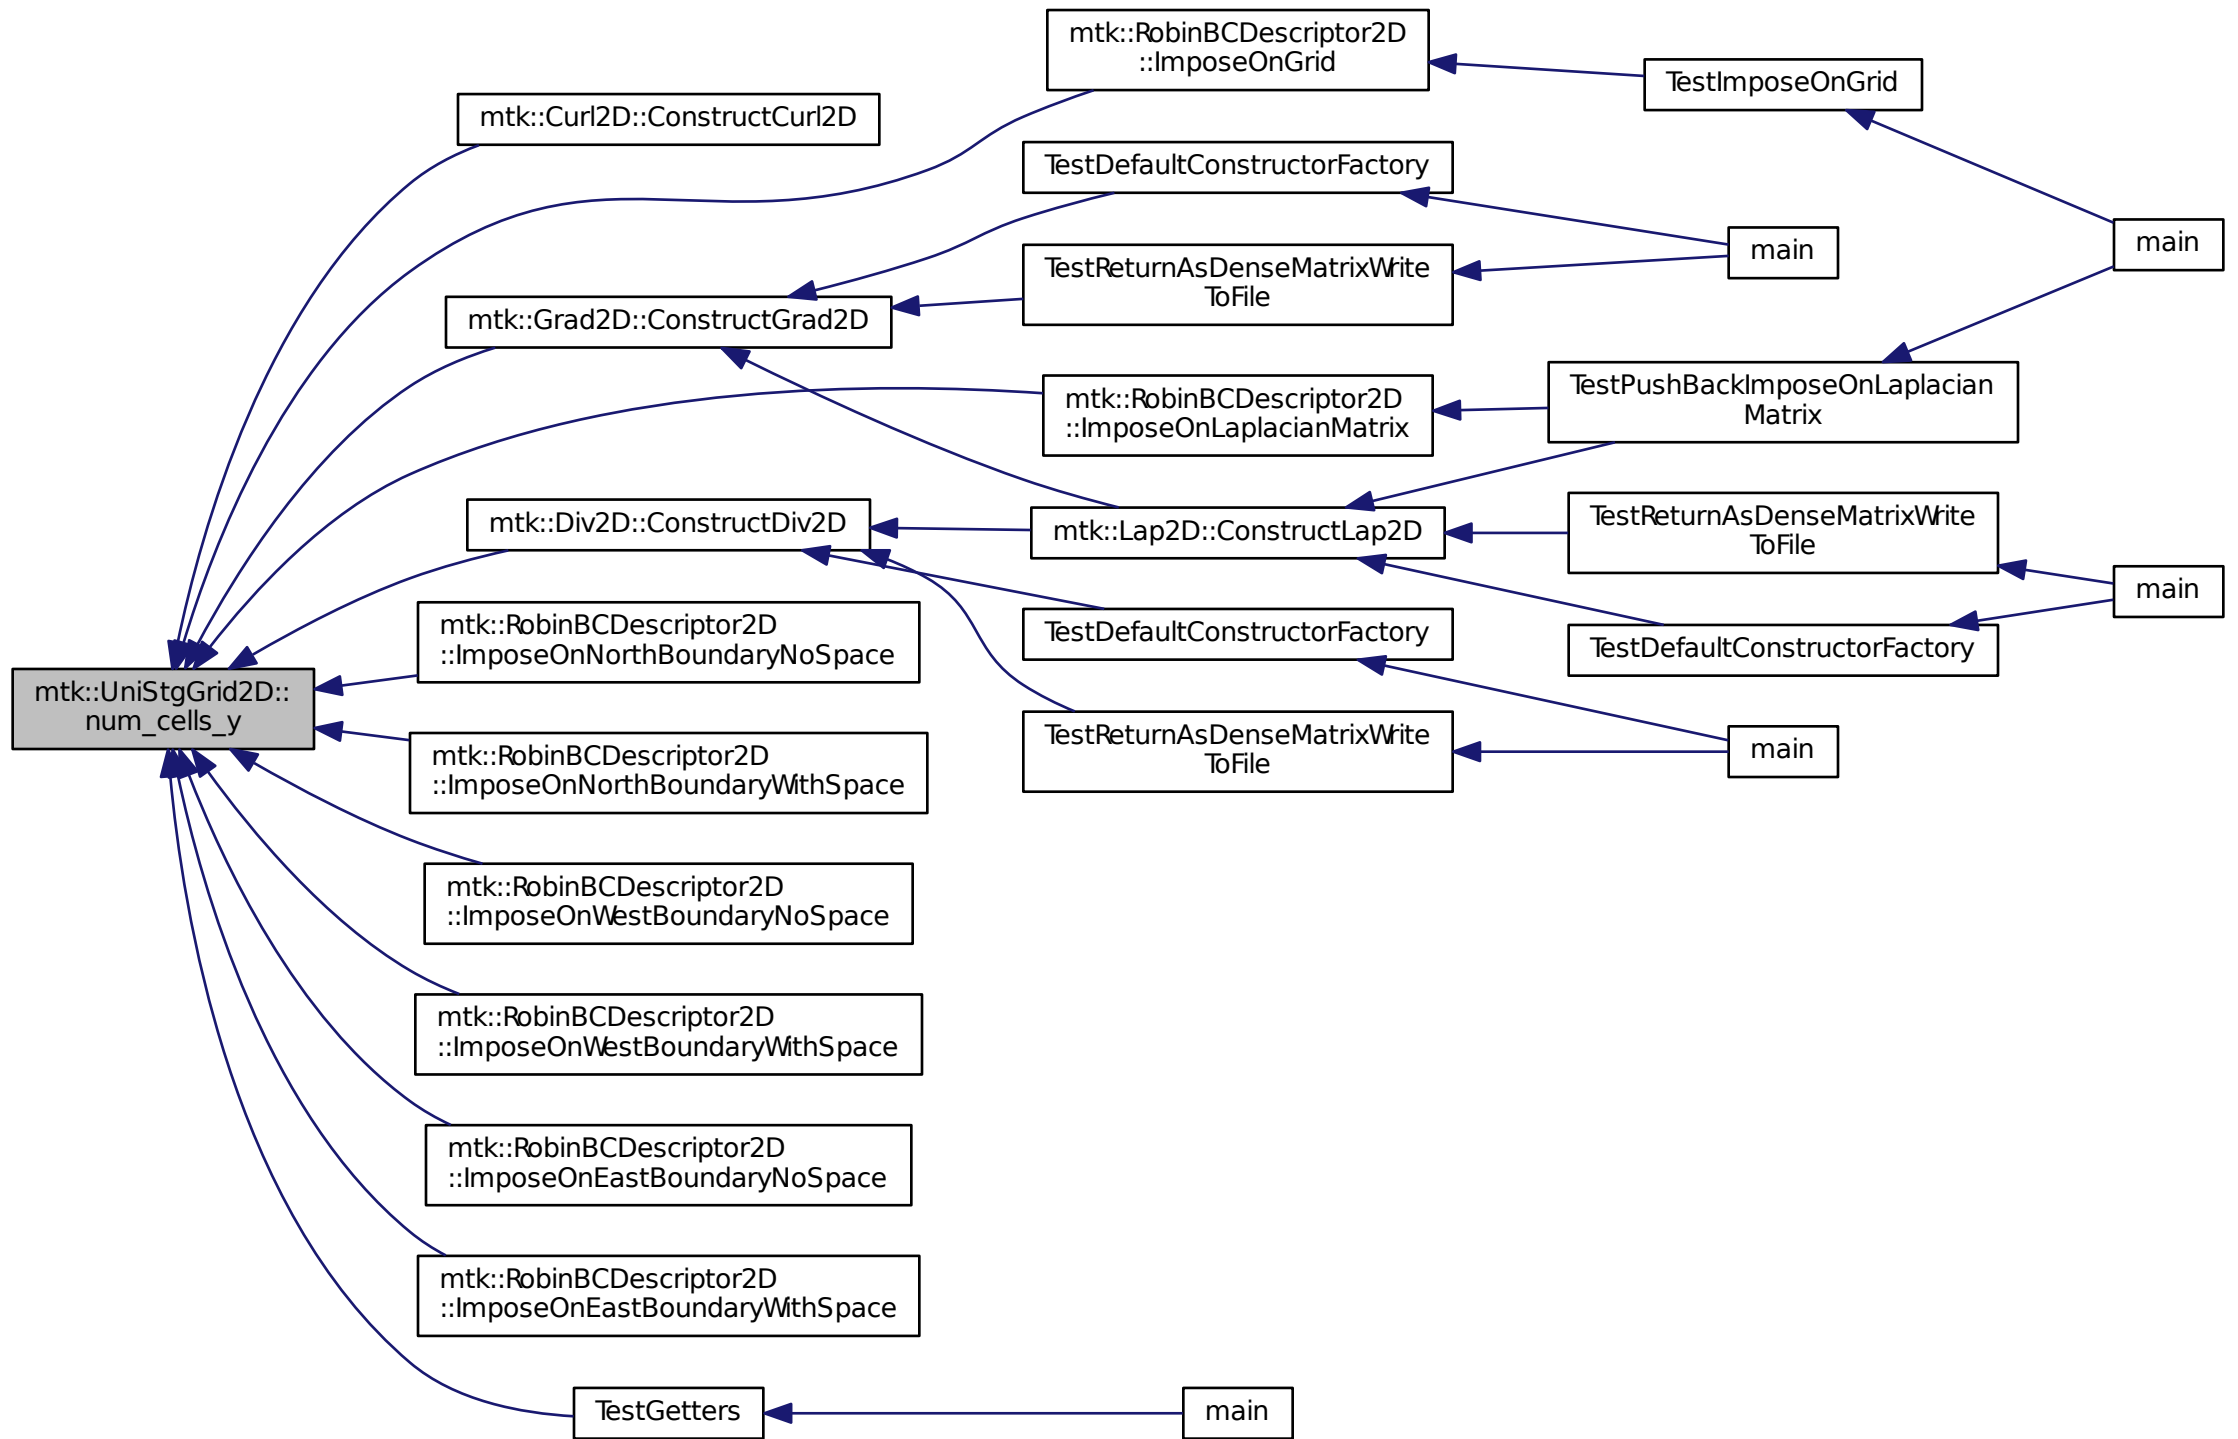 mtk::RobinBCDescriptor2D
::ImposeOnGrid
TestImposeOnGrid
mtk::Curl2D::ConstructCurl2D
TestDefaultConstructorFactory
main
main
TestReturnAsDenseMatrixWrite
ToFile
mtk::Grad2D::ConstructGrad2D
mtk::RobinBCDescriptor2D
::ImposeOnLaplacianMatrix
TestPushBackImposeOnLaplacian
Matrix
mtk::Div2D::ConstructDiv2D
mtk::Lap2D::ConstructLap2D
TestReturnAsDenseMatrixWrite
ToFile
main
mtk::RobinBCDescriptor2D
::ImposeOnNorthBoundaryNoSpace
TestDefaultConstructorFactory
TestDefaultConstructorFactory
mtk::UniStgGrid2D::
num_cells_y
mtk::RobinBCDescriptor2D
::ImposeOnNorthBoundaryWithSpace
TestReturnAsDenseMatrixWrite
ToFile
main
mtk::RobinBCDescriptor2D
::ImposeOnWestBoundaryNoSpace
mtk::RobinBCDescriptor2D
::ImposeOnWestBoundaryWithSpace
mtk::RobinBCDescriptor2D
::ImposeOnEastBoundaryNoSpace
mtk::RobinBCDescriptor2D
::ImposeOnEastBoundaryWithSpace
TestGetters
main